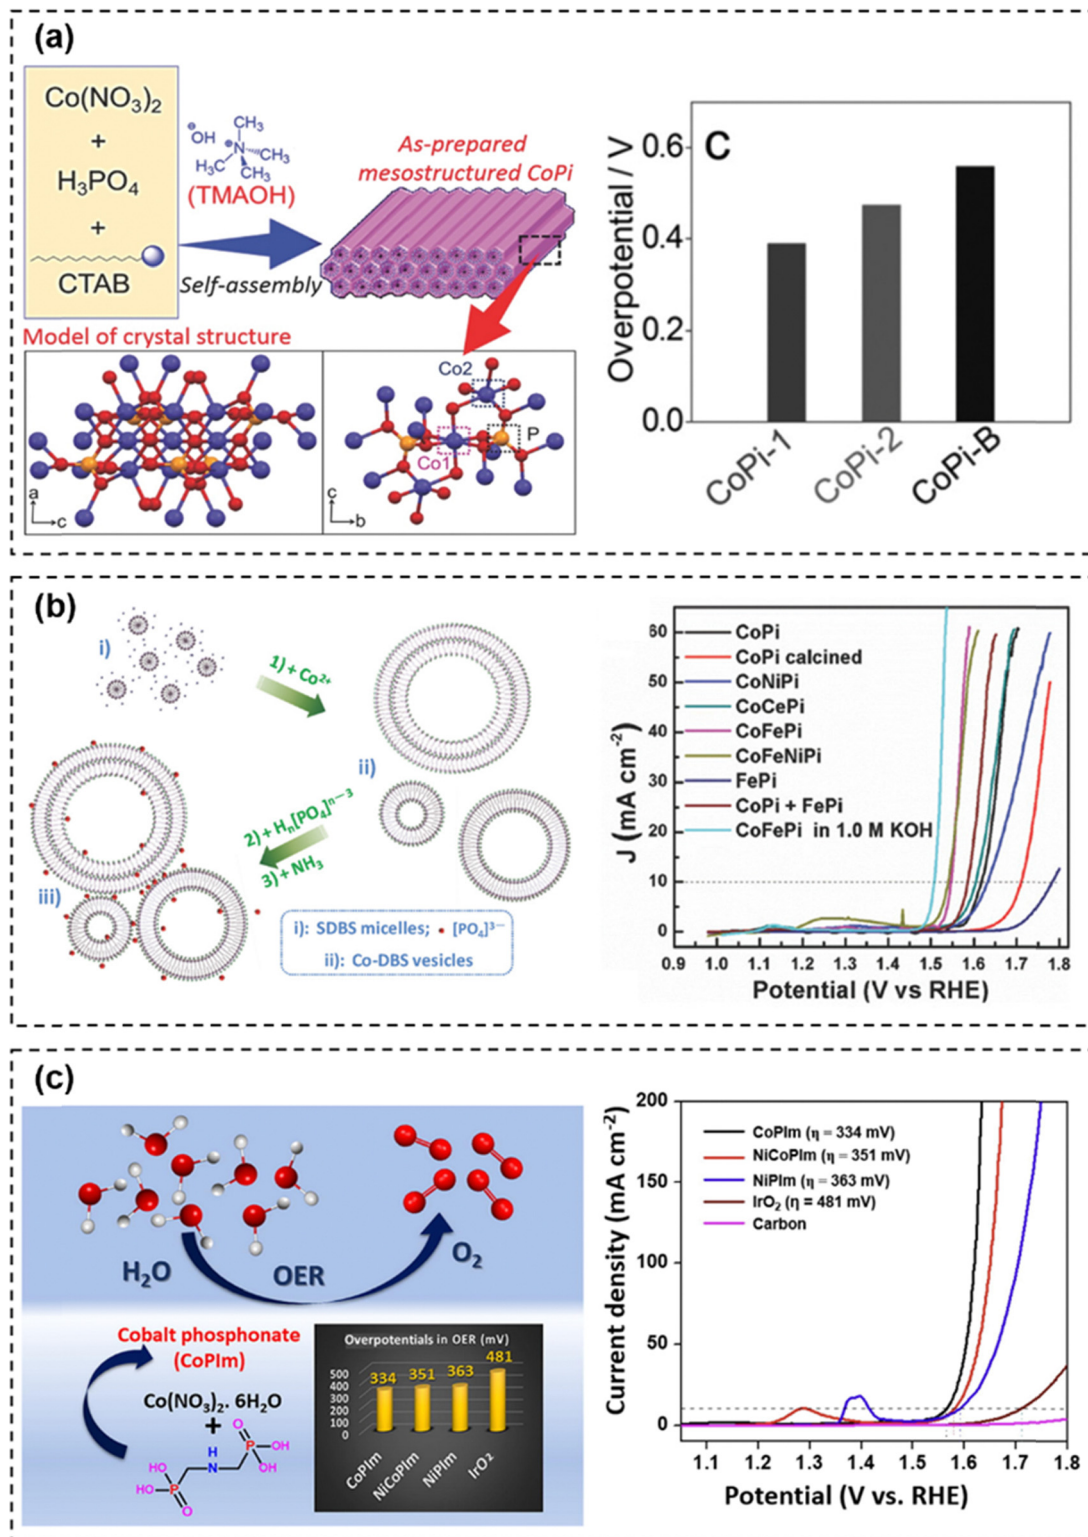 (a)
Co(NO₃)₂
+
H₃PO₄
+
CTAB
⊖OH
CH₃
N⊕
H₃C
CH₃
CH₃
(TMAOH)
Self-assembly
As-prepared
mesostructured CoPi
Model of crystal structure
a
c
Co2
P
Co1
c
b
C
Overpotential / V
0.6
0.4
0.2
0.0
CoPi-1
CoPi-2
CoPi-B
(b)
i)
1) + Co²⁺
ii)
2) + Hₙ[PO₄]ⁿ⁻³
3) + NH₃
iii)
i): SDBS micelles; • [PO₄]³⁻
ii): Co-DBS vesicles
J (mA cm⁻²)
60
50
40
30
20
10
0
CoPi
CoPi calcined
CoNiPi
CoCePi
CoFePi
CoFeNiPi
FePi
CoPi + FePi
CoFePi in 1.0 M KOH
0.9 1.0 1.1 1.2 1.3 1.4 1.5 1.6 1.7 1.8
Potential (V vs RHE)
(c)
H₂O
OER
O₂
Cobalt phosphonate
(CoPIm)
Co(NO₃)₂. 6H₂O
+
O
H
P
OH
N
OH
HO
HO
P
O
Overpotentials in OER (mV)
500
400
300
200
100
0
334
351
363
481
CoPIm
NiCoPIm
NiPIm
IrO₂
Current density (mA cm⁻²)
200
150
100
50
0
CoPIm (η = 334 mV)
NiCoPIm (η = 351 mV)
NiPIm (η = 363 mV)
IrO₂ (η = 481 mV)
Carbon
1.1 1.2 1.3 1.4 1.5 1.6 1.7 1.8
Potential (V vs. RHE)